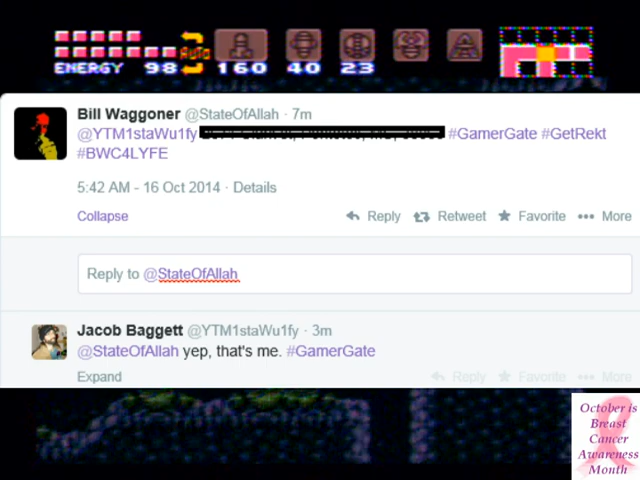 Auto
ENERGY 98 160 40 23
Bill Waggoner @StateOfAllah · 7m
@YTM1staWu1fy #GamerGate #GetRekt
#BWC4LYFE
5:42 AM - 16 Oct 2014 · Details
Collapse Reply Retweet Favorite More
Reply to @StateOfAllah
Jacob Baggett @YTM1staWu1fy · 3m
@StateOfAllah yep, that's me. #GamerGate
Expand Reply Favorite More
October is
Breast
Cancer
Awareness
Month